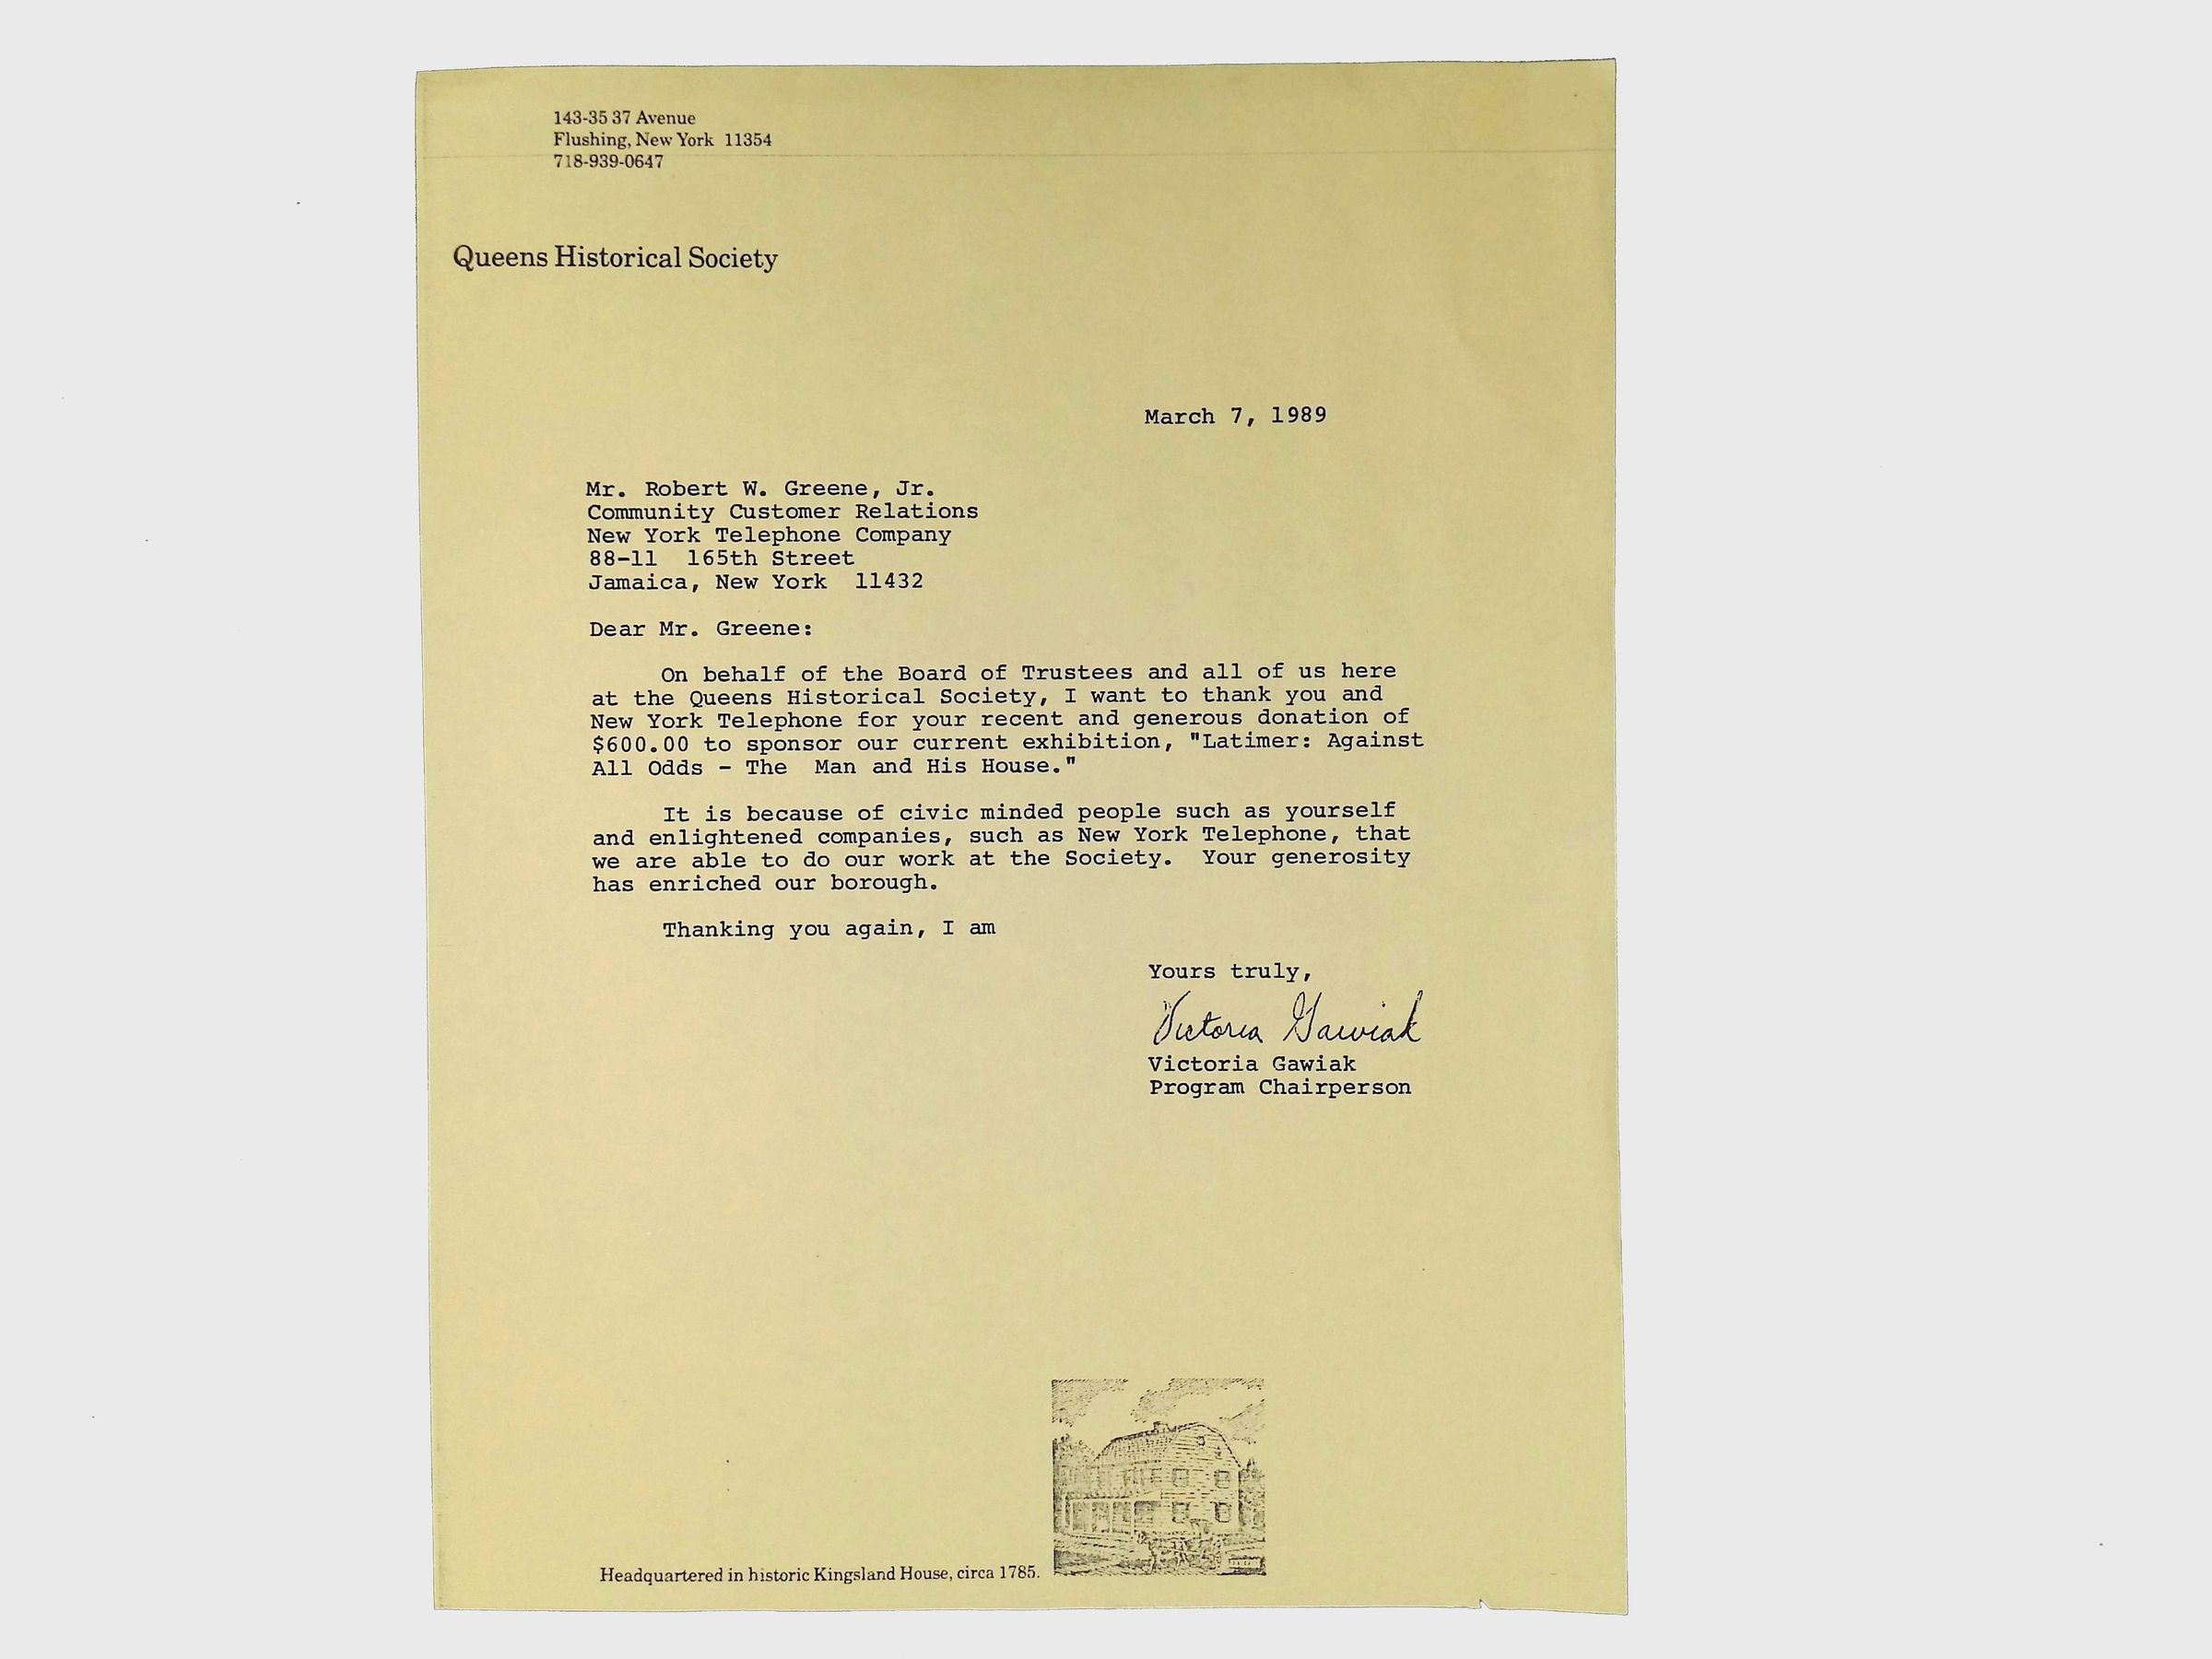 143-35 37 Avenue
Flushing, New York 11354
718-939-0647
Queens Historical Society
March 7, 1989
Mr. Robert W. Greene, Jr.
Community Customer Relations
New York Telephone Company
88-11 165th Street
Jamaica, New York 11432
Dear Mr. Greene:
On behalf of the Board of Trustees and all of us here
at the Queens Historical Society, I want to thank you and
New York Telephone for your recent and generous donation of
$600.00 to sponsor our current exhibition, "Latimer: Against
All Odds - The Man and His House."
It is because of civic minded people such as yourself
and enlightened companies, such as New York Telephone, that
we are able to do our work at the Society. Your generosity
has enriched our borough.
Thanking you again, I am
Yours truly,
Victoria Gawiak
Victoria Gawiak
Program Chairperson
Headquartered in historic Kingsland House, circa 1785.